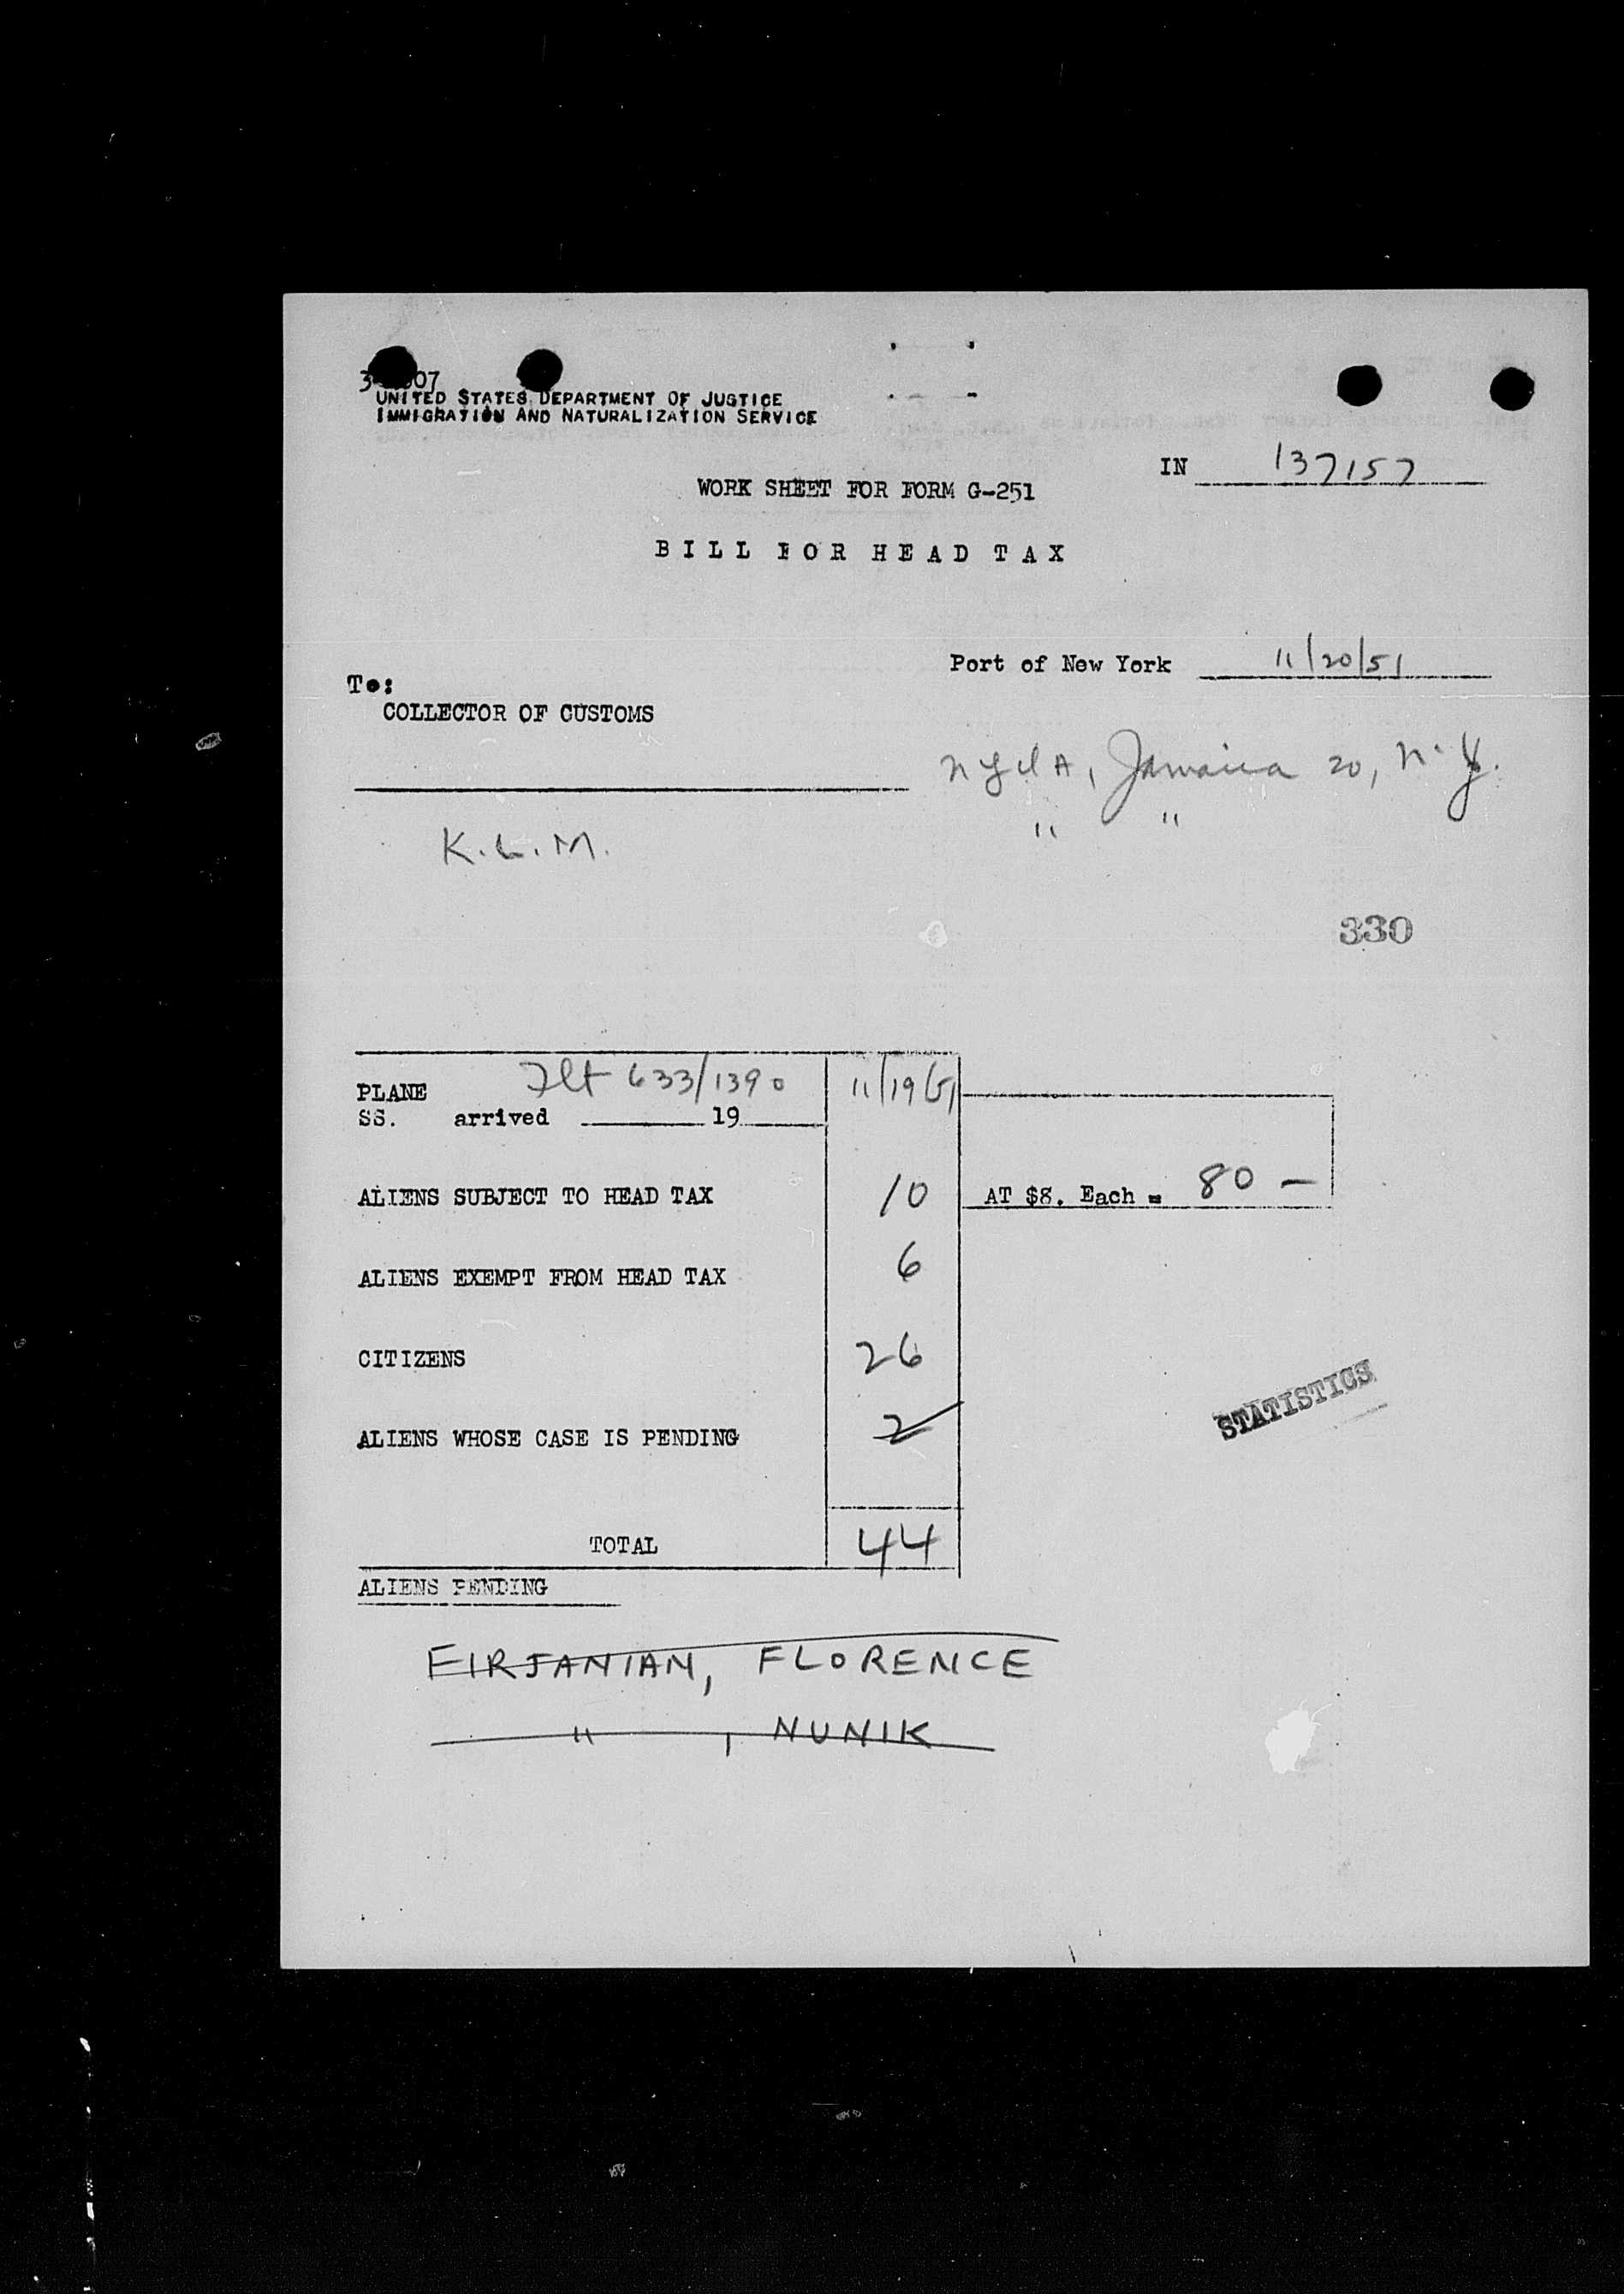 UNITED STATES DEPARTMENT OF JUSTICE
IMMIGRATION AND NATURALIZATION SERVICE
IN 137157
WORK SHEET FOR FORM G-251
BILL FOR HEAD TAX
Port of New York 11/20/51
To:
COLLECTOR OF CUSTOMS
Jamaica 20, N.Y.
" "
K.L.M.
330
PLANE Flt 633/1390 11/19/51
SS. arrived 19
ALIENS SUBJECT TO HEAD TAX 10 AT $8. Each = 80 —
ALIENS EXEMPT FROM HEAD TAX 6
CITIZENS 26
STATISTICS
ALIENS WHOSE CASE IS PENDING 2
TOTAL 44
ALIENS PENDING
FIRJANIAN, FLORENCE
" , NUNIK